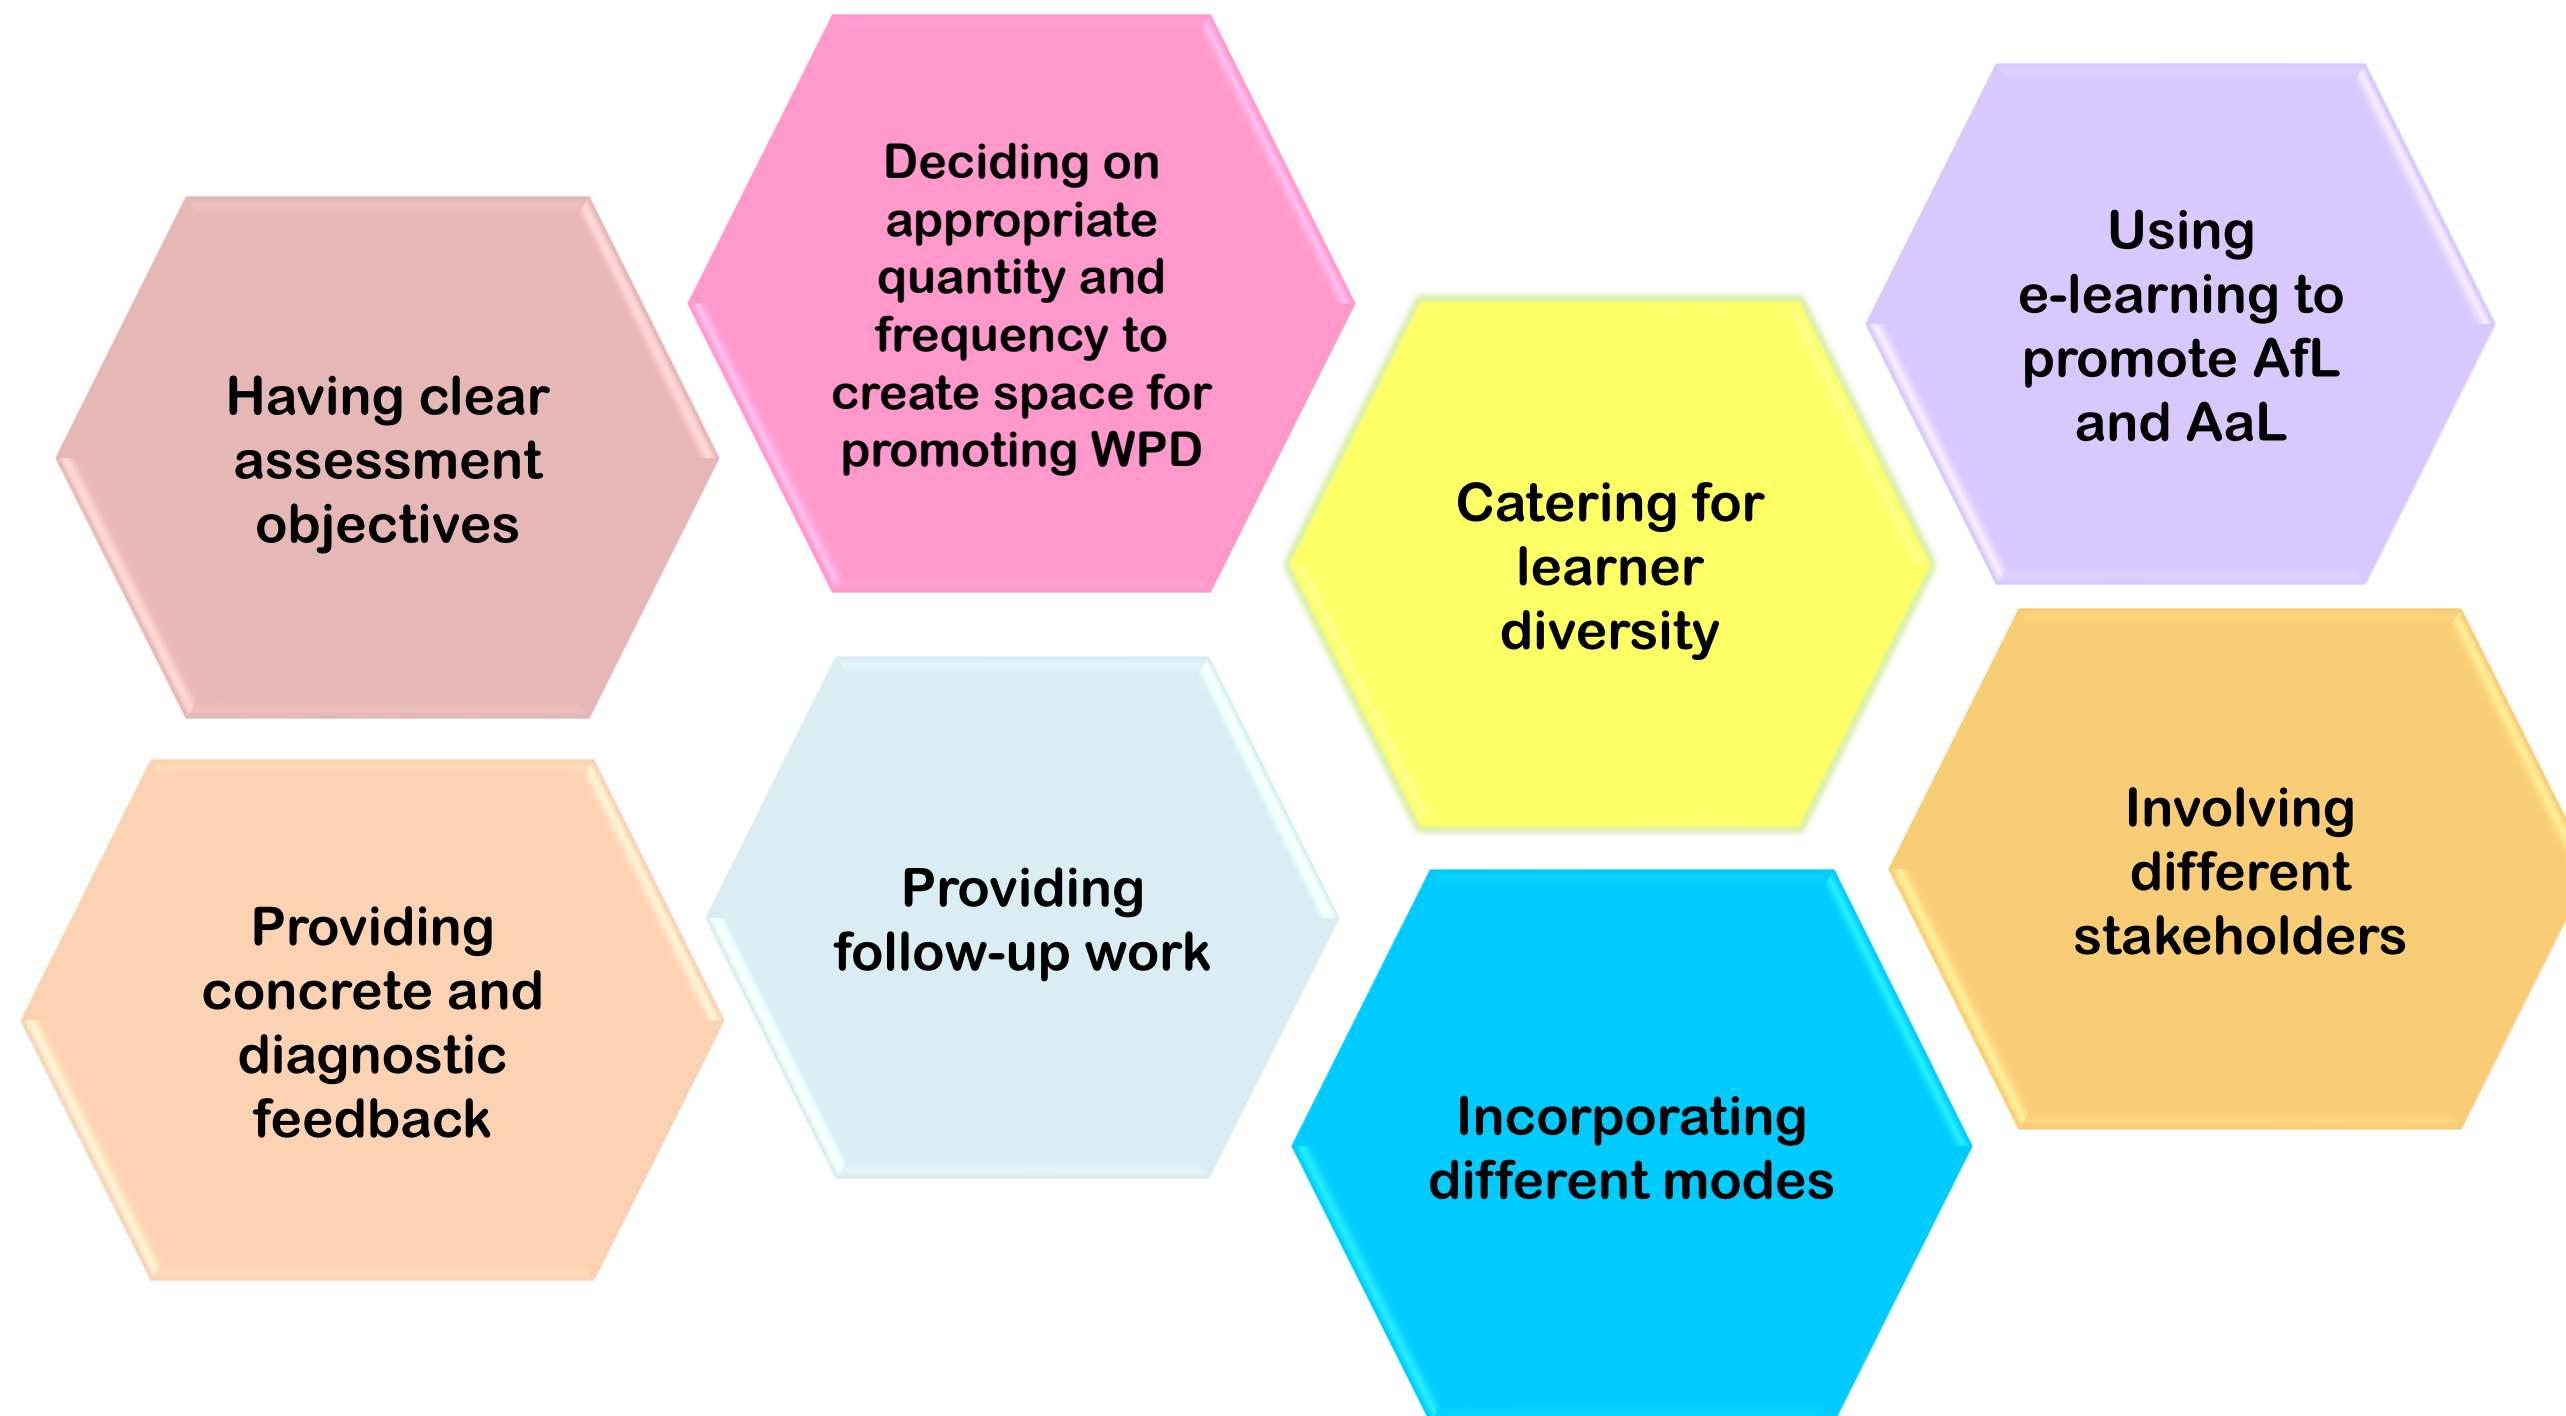 Having clear
assessment
objectives
Deciding on
appropriate
quantity and
frequency to
create space for
promoting WPD
Catering for
learner
diversity
Using
e-learning to
promote AfL
and AaL
Providing
concrete and
diagnostic
feedback
Providing
follow-up work
Incorporating
different modes
Involving
different
stakeholders